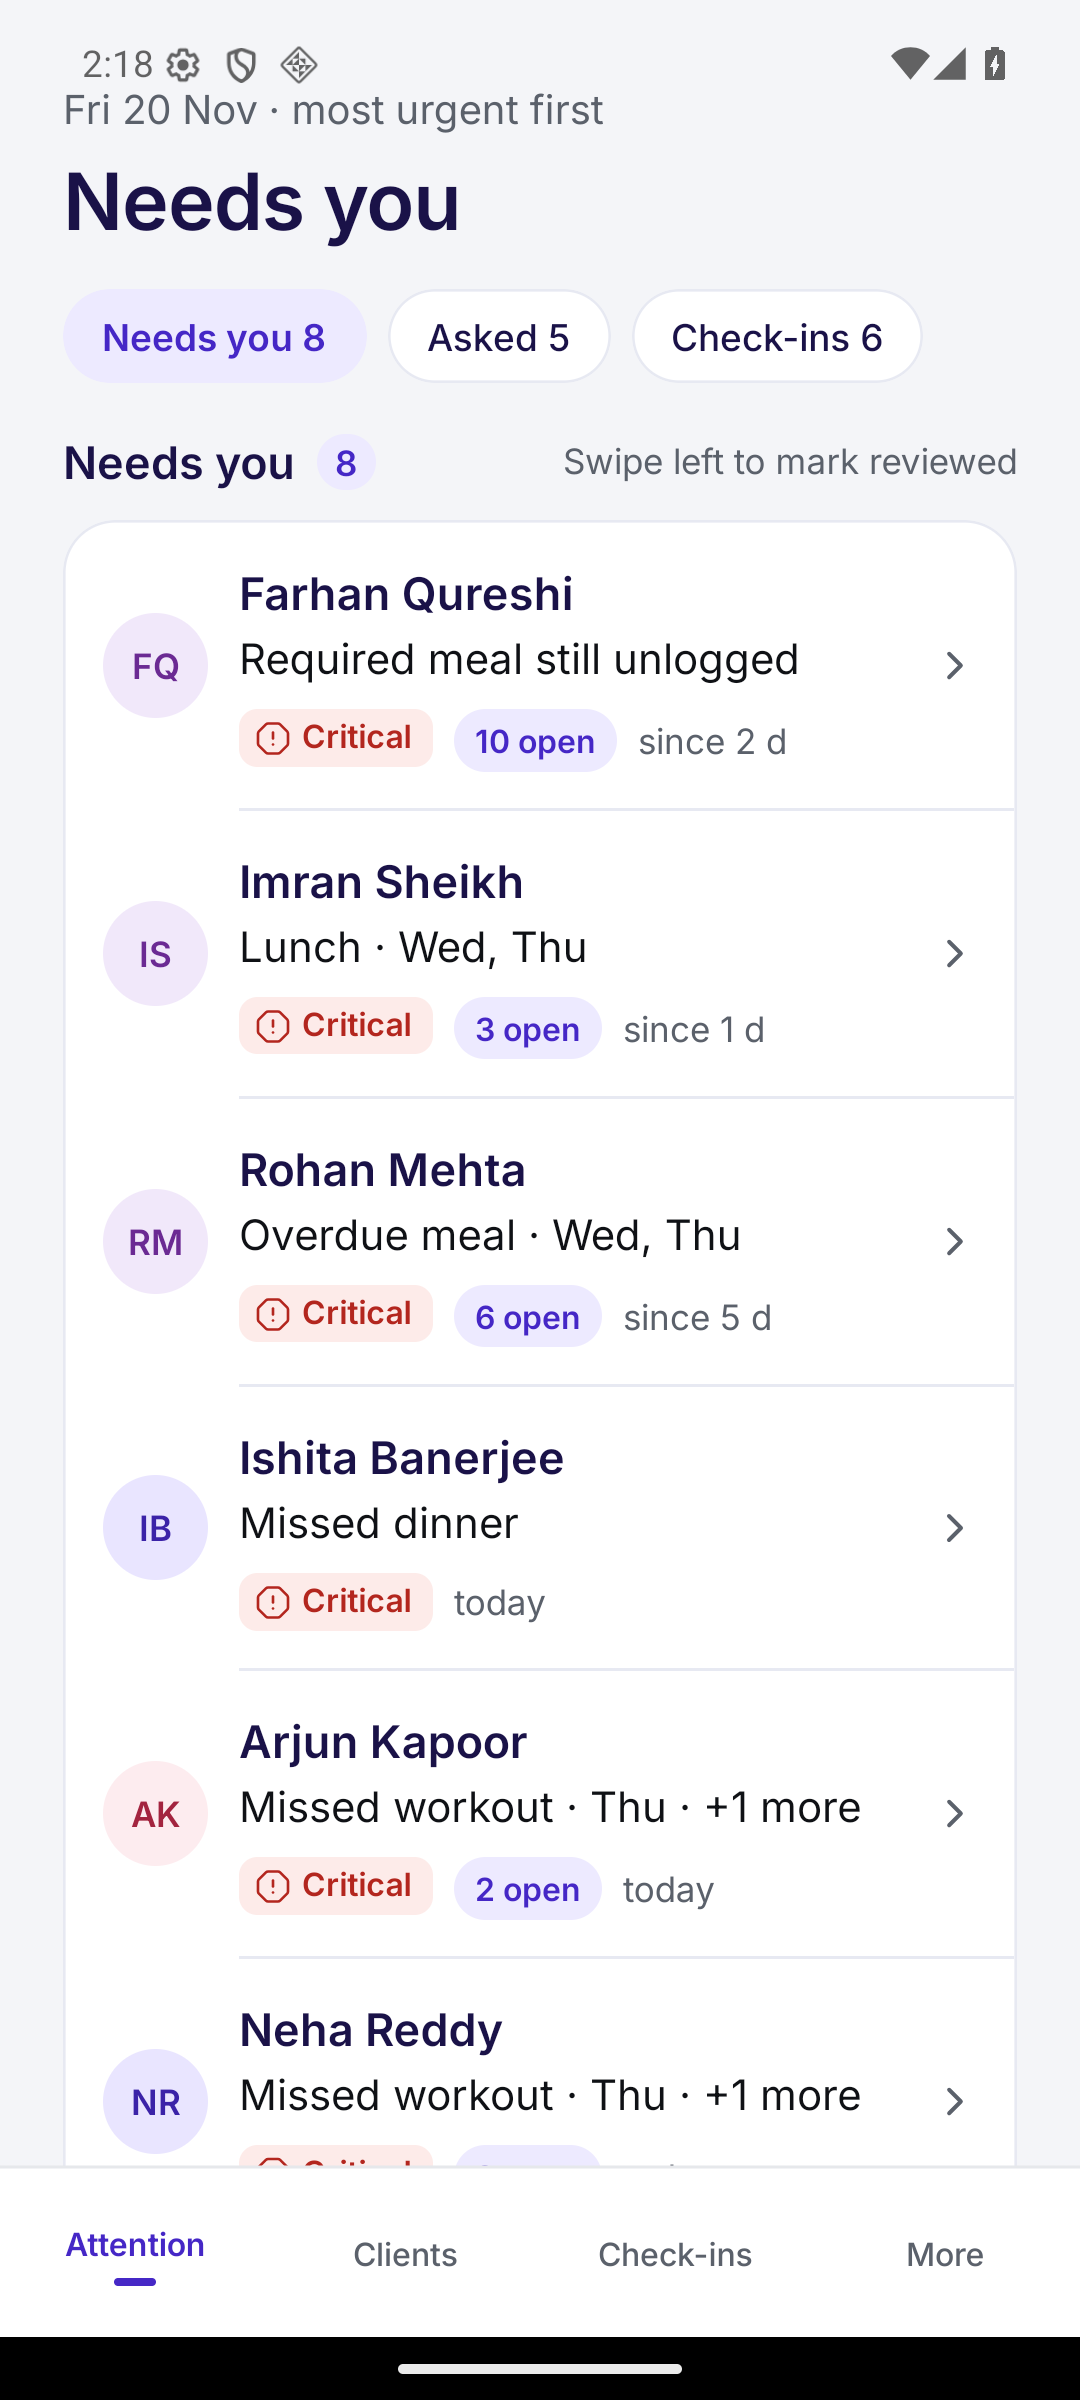 2:18
Fri 20 Nov · most urgent first
Needs you
Needs you 8
Asked 5
Check-ins 6
Needs you 8
Swipe left to mark reviewed
FQ
Farhan Qureshi
Required meal still unlogged
Critical
10 open
since 2 d
IS
Imran Sheikh
Lunch · Wed, Thu
Critical
3 open
since 1 d
RM
Rohan Mehta
Overdue meal · Wed, Thu
Critical
6 open
since 5 d
IB
Ishita Banerjee
Missed dinner
Critical
today
AK
Arjun Kapoor
Missed workout · Thu · +1 more
Critical
2 open
today
NR
Neha Reddy
Missed workout · Thu · +1 more
Attention
Clients
Check-ins
More